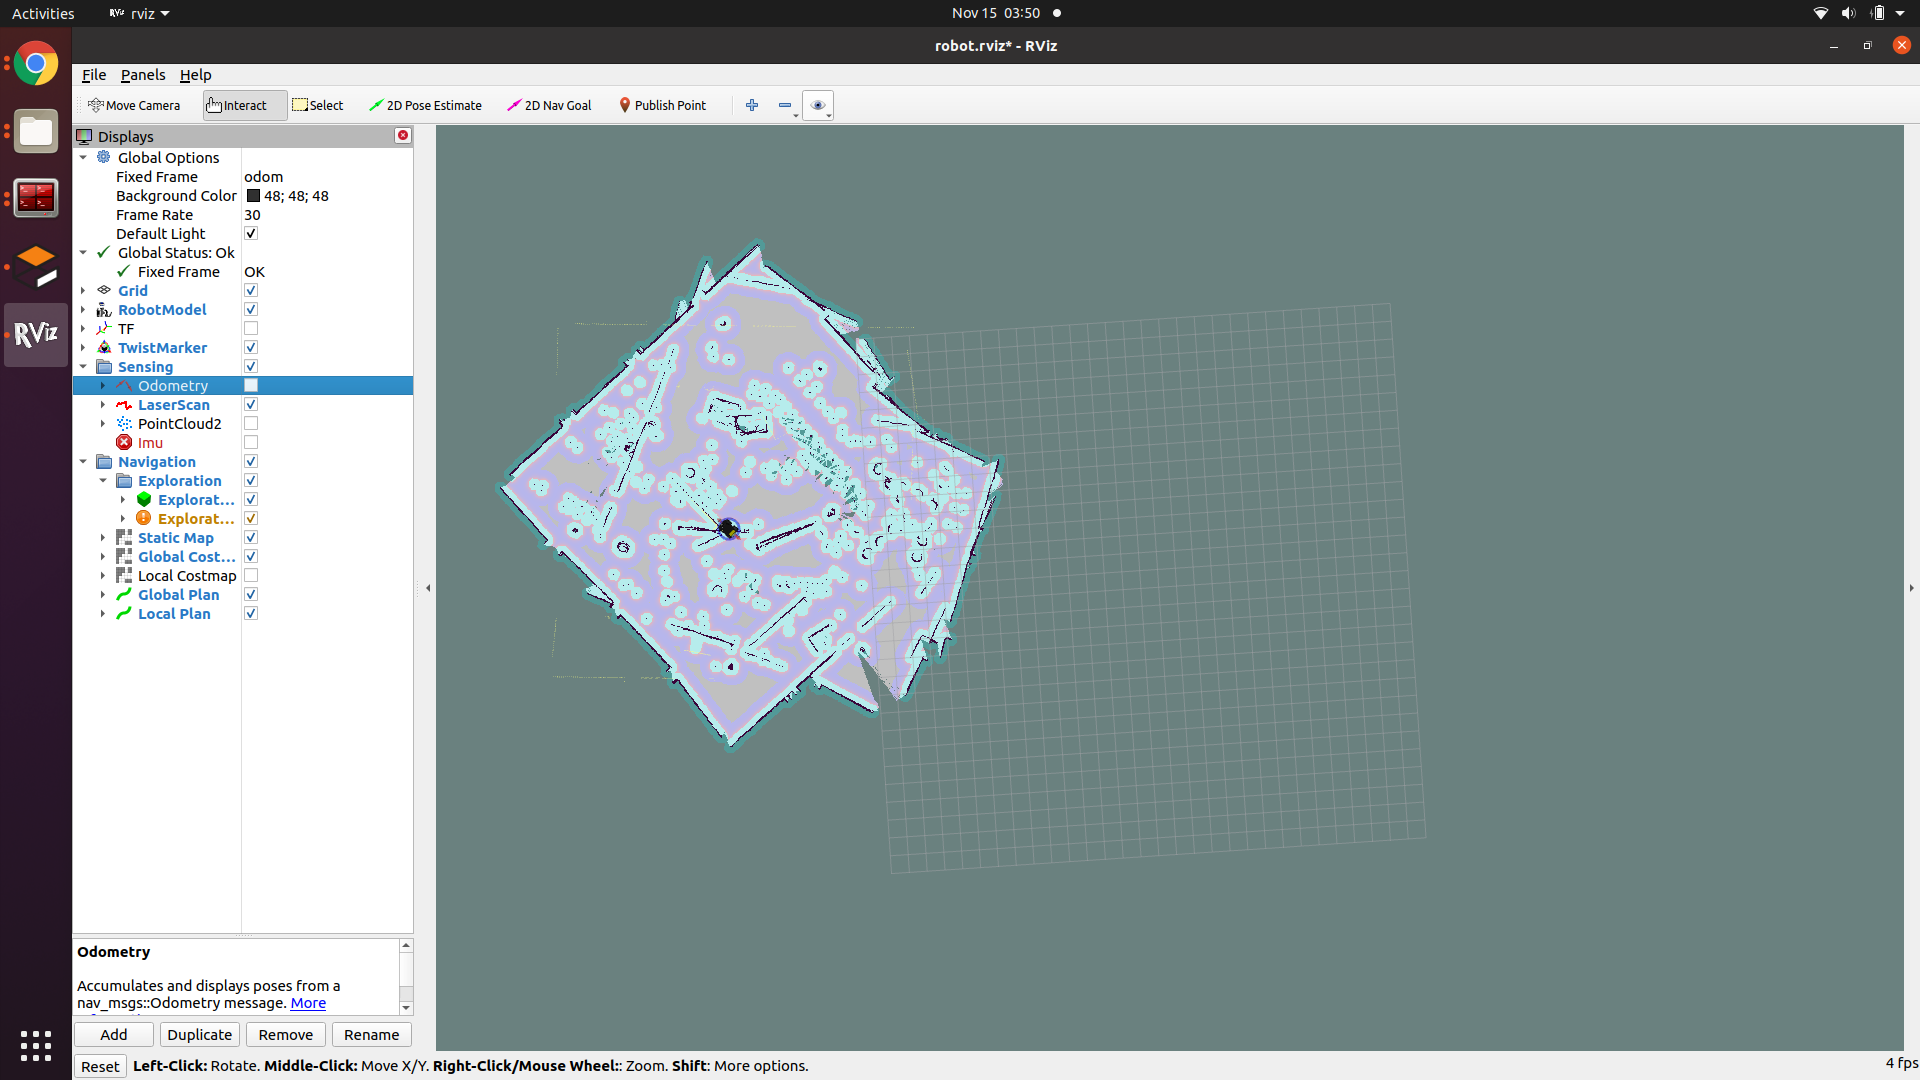 Activities
rviz
Nov 15 03:50
robot.rviz* - RViz
File Panels Help
Move Camera
Interact
Select
2D Pose Estimate
2D Nav Goal
Publish Point
Displays
Global Options
Fixed Frame odom
Background Color 48; 48; 48
Frame Rate 30
Default Light
Global Status: Ok
Fixed Frame OK
Grid
RobotModel
TF
TwistMarker
Sensing
Odometry
LaserScan
PointCloud2
Imu
Navigation
Exploration
Explorat...
Explorat...
Static Map
Global Cost...
Local Costmap
Global Plan
Local Plan
RViz
Odometry
Accumulates and displays poses from a
nav_msgs::Odometry message. More
Add Duplicate Remove Rename
Reset
Left-Click: Rotate. Middle-Click: Move X/Y. Right-Click/Mouse Wheel:: Zoom. Shift: More options.
4 fps